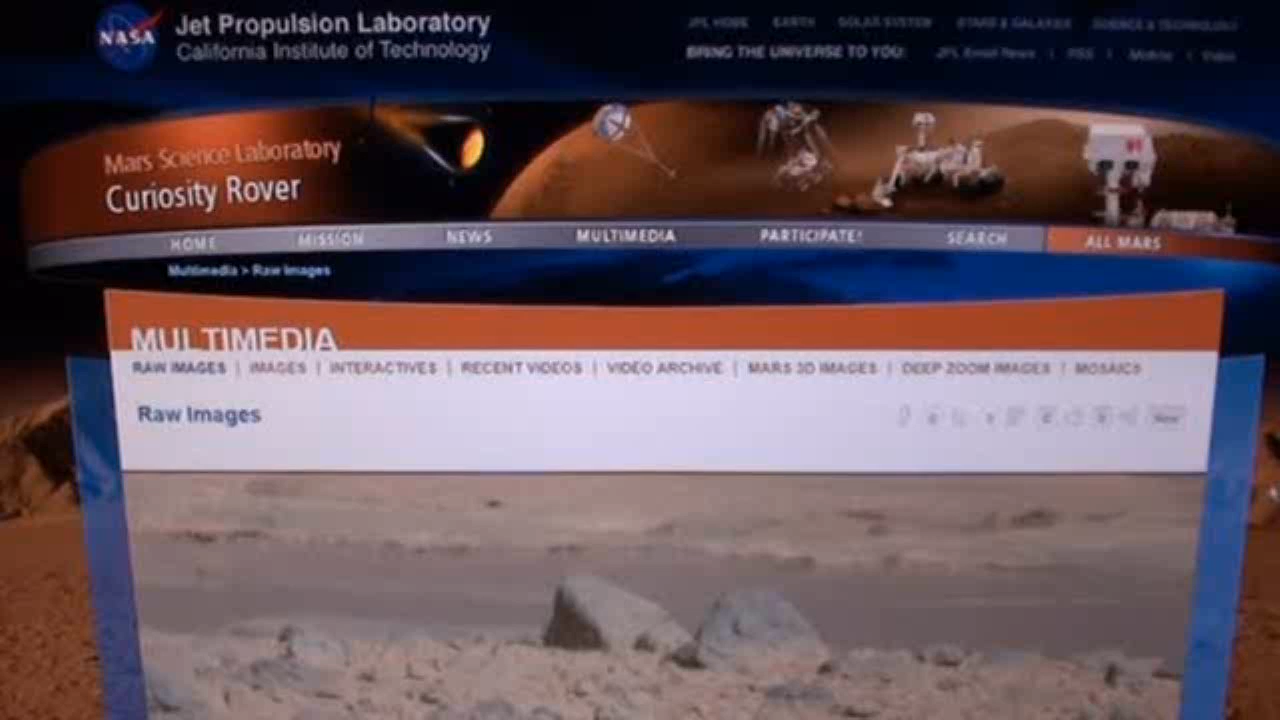 NASA
Jet Propulsion Laboratory
California Institute of Technology
JPL HOME EARTH SOLAR SYSTEM STARS & GALAXIES SCIENCE & TECHNOLOGY
BRING THE UNIVERSE TO YOU: JPL Email News | RSS | Mobile | Video
Mars Science Laboratory
Curiosity Rover
HOME MISSION NEWS MULTIMEDIA PARTICIPATE! SEARCH ALL MARS
Multimedia > Raw Images
MULTIMEDIA
RAW IMAGES | IMAGES | INTERACTIVES | RECENT VIDEOS | VIDEO ARCHIVE | MARS 3D IMAGES | DEEP ZOOM IMAGES | MOSAICS
Raw Images